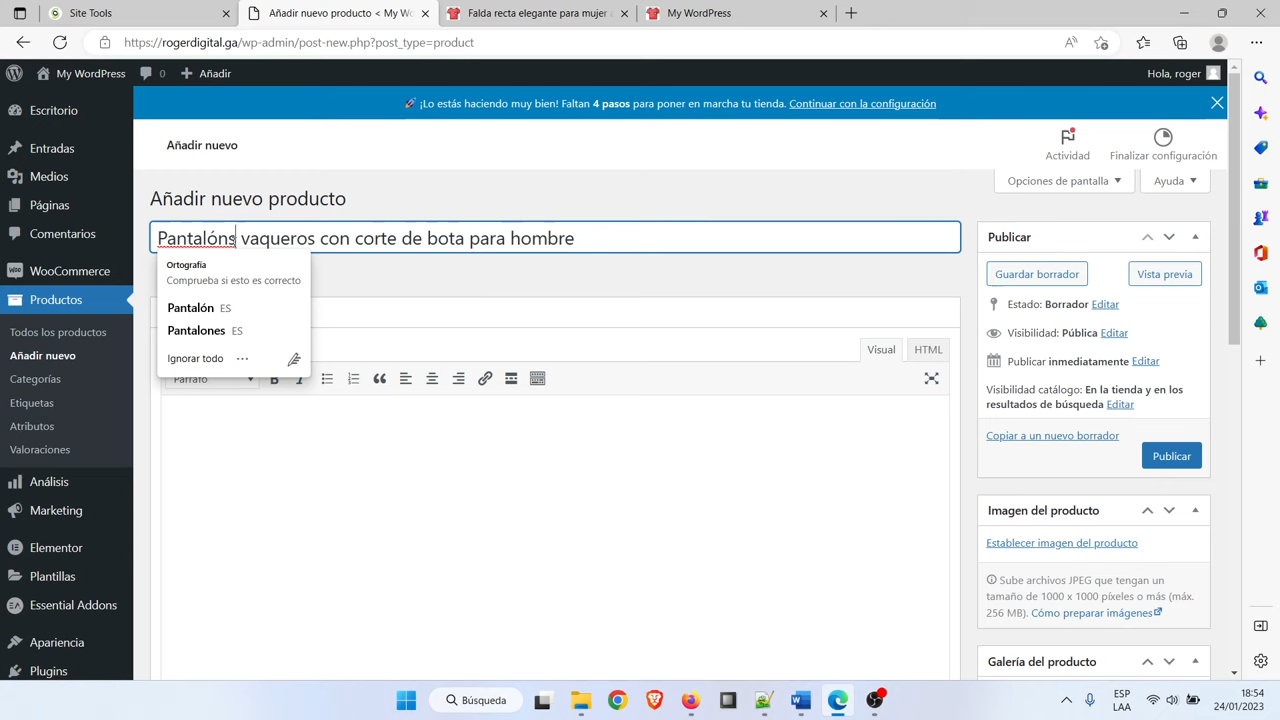 Site Tools
Añadir nuevo producto < My Wo
Falda recta elegante para mujer a
My WordPress
https://rogerdigital.ga/wp-admin/post-new.php?post_type=product
My WordPress
0
Añadir
Hola, roger
Escritorio
Entradas
Medios
Páginas
Comentarios
WooCommerce
Productos
Todos los productos
Añadir nuevo
Categorías
Etiquetas
Atributos
Valoraciones
Análisis
Marketing
Elementor
Plantillas
Essential Addons
Apariencia
Plugins
🚀 ¡Lo estás haciendo muy bien! Faltan 4 pasos para poner en marcha tu tienda. Continuar con la configuración
Añadir nuevo
Actividad
Finalizar configuración
Opciones de pantalla
Ayuda
Añadir nuevo producto
Pantalóns vaqueros con corte de bota para hombre
Ortografía
Comprueba si esto es correcto
Pantalón ES
Pantalones ES
Ignorar todo
Visual
HTML
Párrafo
B I
Publicar
Guardar borrador
Vista previa
Estado: Borrador Editar
Visibilidad: Pública Editar
Publicar inmediatamente Editar
Visibilidad catálogo: En la tienda y en los
resultados de búsqueda Editar
Copiar a un nuevo borrador
Publicar
Imagen del producto
Establecer imagen del producto
Sube archivos JPEG que tengan un
tamaño de 1000 x 1000 píxeles o más (máx.
256 MB). Cómo preparar imágenes
Galería del producto
Búsqueda
ESP
LAA
18:54
24/01/2023